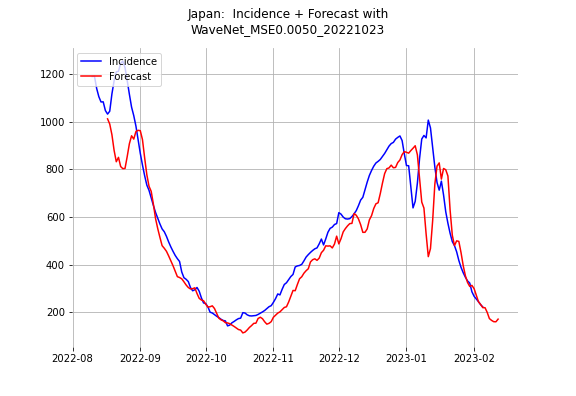 Japan:  Incidence + Forecast with
WaveNet_MSE0.0050_20221023
Incidence
Forecast
1200
1000
800
600
400
200
2022-08 2022-09 2022-10 2022-11 2022-12 2023-01 2023-02